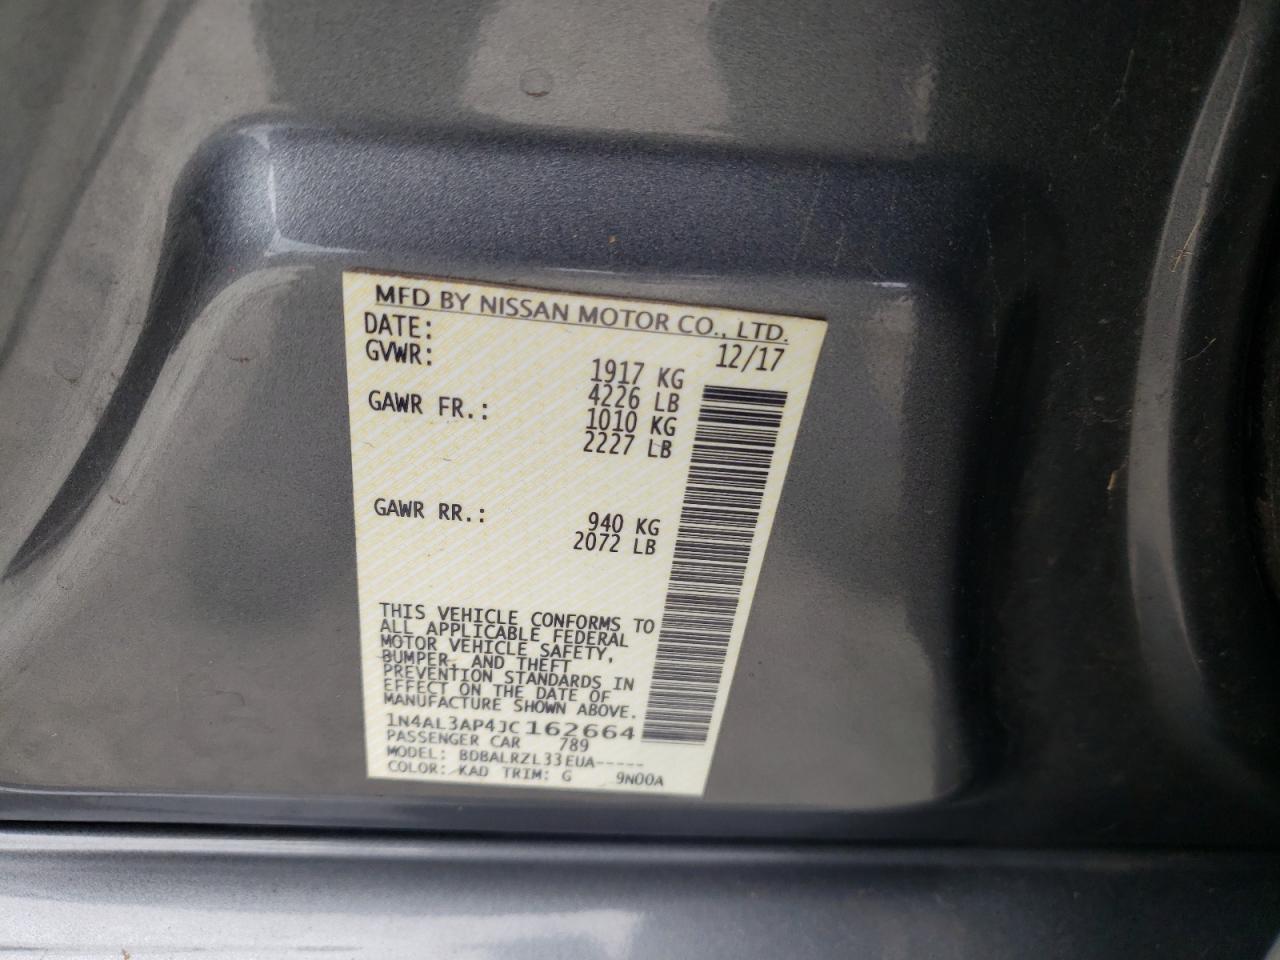 MFD BY NISSAN MOTOR CO., LTD.
DATE: 12/17
GVWR: 1917 KG
4226 LB
GAWR FR.: 1010 KG
2227 LB
GAWR RR.: 940 KG
2072 LB
THIS VEHICLE CONFORMS TO
ALL APPLICABLE FEDERAL
MOTOR VEHICLE SAFETY,
BUMPER, AND THEFT
PREVENTION STANDARDS IN
EFFECT ON THE DATE OF
MANUFACTURE SHOWN ABOVE.
1N4AL3AP4JC162664
PASSENGER CAR 789
MODEL: BDBALRZL33EUA-----
COLOR: KAD TRIM: G 9N00A